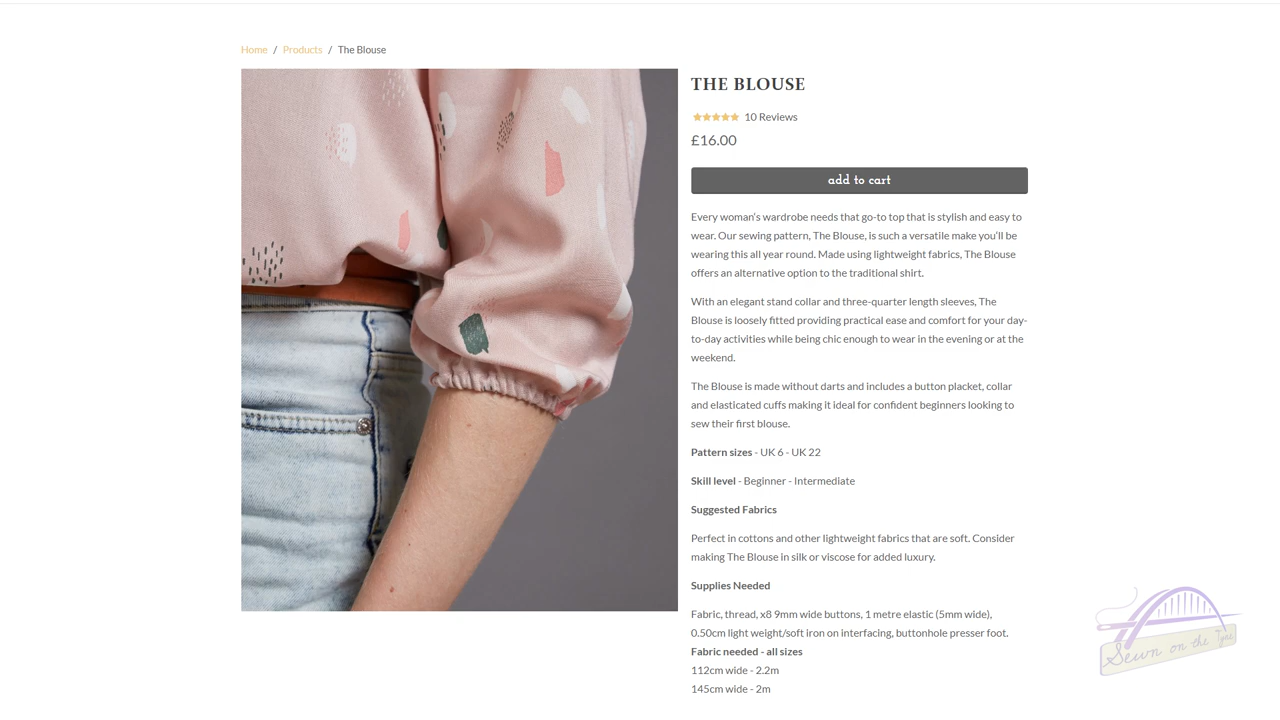 Home / Products / The Blouse
THE BLOUSE
10 Reviews
£16.00
add to cart
Every woman's wardrobe needs that go-to top that is stylish and easy to
wear. Our sewing pattern, The Blouse, is such a versatile make you'll be
wearing this all year round. Made using lightweight fabrics, The Blouse
offers an alternative option to the traditional shirt.
With an elegant stand collar and three-quarter length sleeves, The
Blouse is loosely fitted providing practical ease and comfort for your day-
to-day activities while being chic enough to wear in the evening or at the
weekend.
The Blouse is made without darts and includes a button placket, collar
and elasticated cuffs making it ideal for confident beginners looking to
sew their first blouse.
Pattern sizes - UK 6 - UK 22
Skill level - Beginner - Intermediate
Suggested Fabrics
Perfect in cottons and other lightweight fabrics that are soft. Consider
making The Blouse in silk or viscose for added luxury.
Supplies Needed
Fabric, thread, x8 9mm wide buttons, 1 metre elastic (5mm wide),
0.50cm light weight/soft iron on interfacing, buttonhole presser foot.
Fabric needed - all sizes
112cm wide - 2.2m
145cm wide - 2m
Sewn on the Tyne